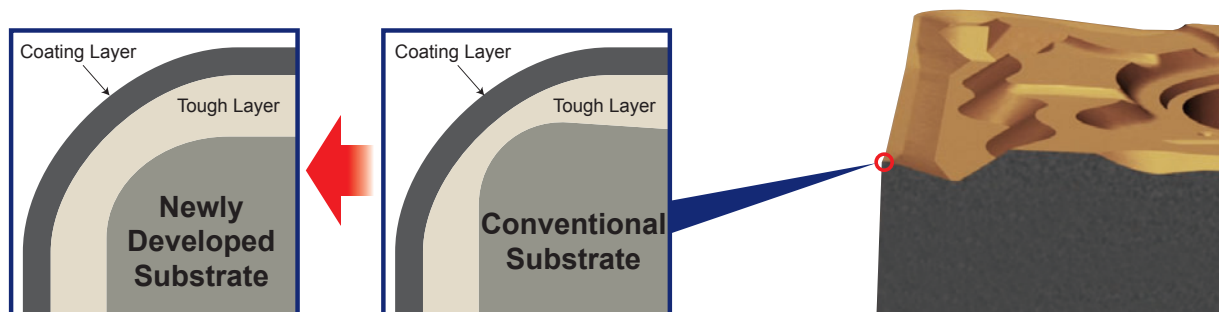 Coating Layer
Tough Layer
Newly
Developed
Substrate
Coating Layer
Tough Layer
Conventional
Substrate